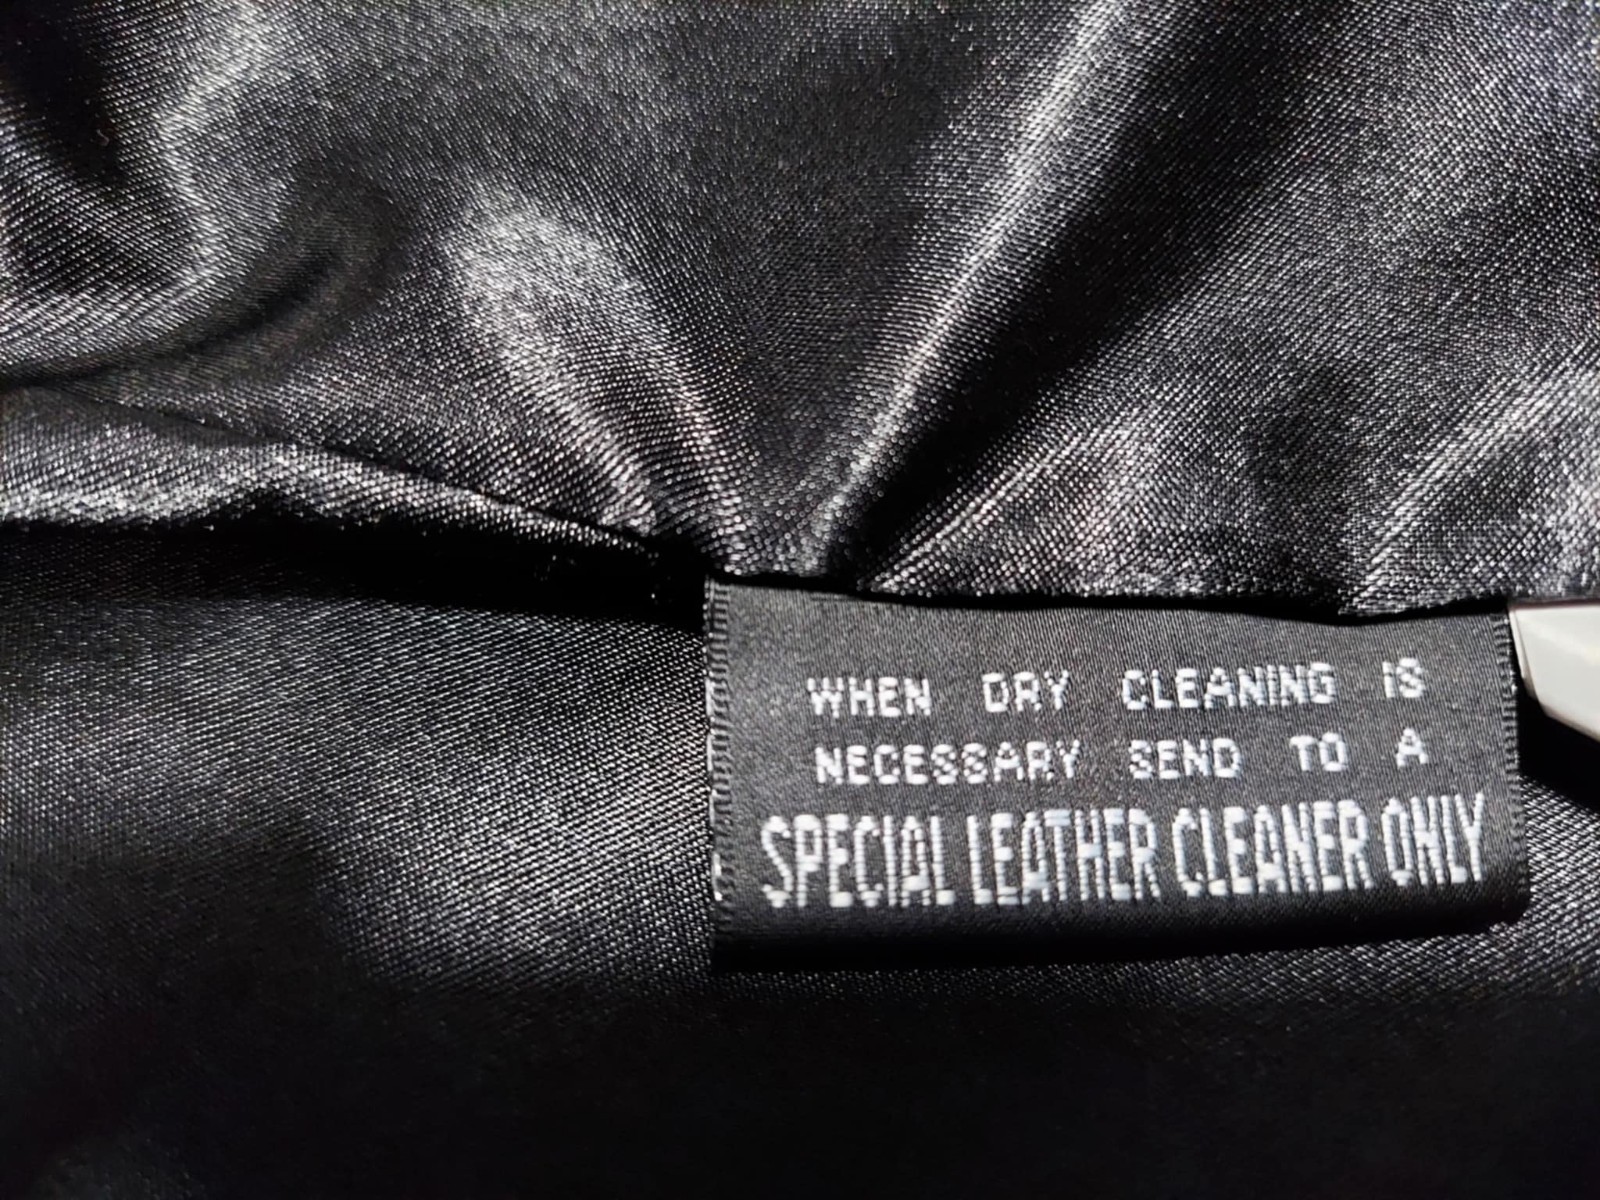 WHEN DRY CLEANING IS
NECESSARY SEND TO A
SPECIAL LEATHER CLEANER ONLY